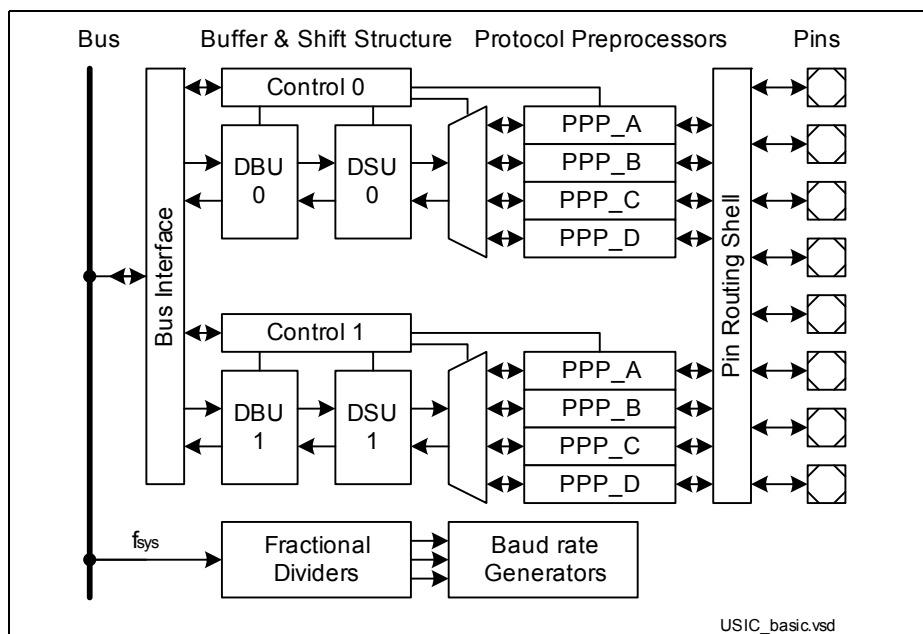 Bus
Buffer & Shift Structure
Protocol Preprocessors
Pins
Bus Interface
Control 0
DBU
0
DSU
0
PPP_A
PPP_B
PPP_C
PPP_D
Pin Routing Shell
Control 1
DBU
1
DSU
1
PPP_A
PPP_B
PPP_C
PPP_D
fsys
Fractional
Dividers
Baud rate
Generators
USIC_basic.vsd